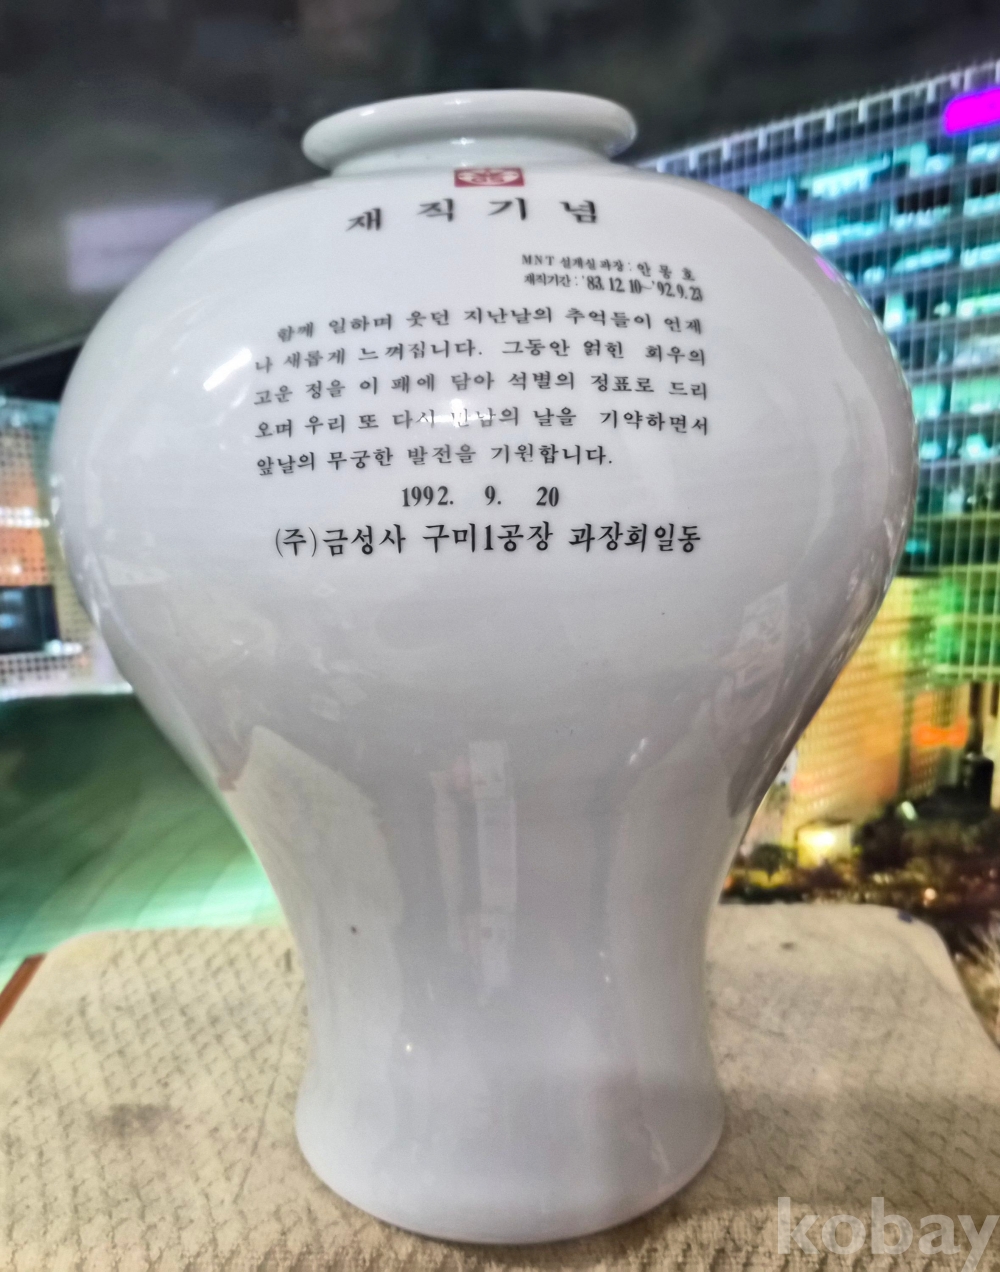 재직기념
MNT 설계실과장 : 안몽호
재직기간 : '83. 12. 10~'92. 9. 23
함께 일하며 웃던 지난날의 추억들이 언제
나 새롭게 느껴집니다. 그동안 얽힌 회우의
고운 정을 이 패에 담아 석별의 정표로 드리
오며 우리 또 다시 만남의 날을 기약하면서
앞날의 무궁한 발전을 기원합니다.
1992. 9. 20
(주)금성사 구미1공장 과장회일동
kobay